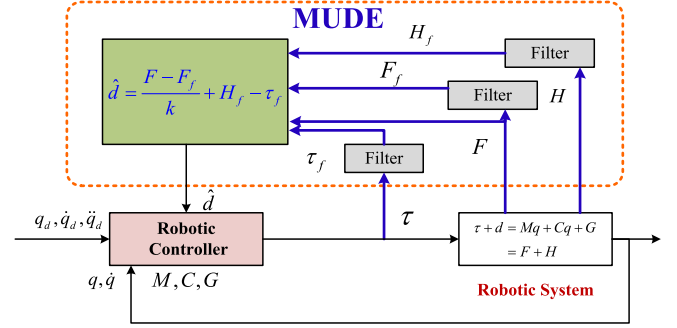 MUDE
H_f
Filter
F_f
d̂ = (F − F_f)/k + H_f − τ_f
Filter
H
F
τ_f
Filter
d̂
τ
q_d, q̇_d, q̈_d
Robotic
Controller
τ + d = Mq + Cq + G
= F + H
q, q̇
M, C, G
Robotic System